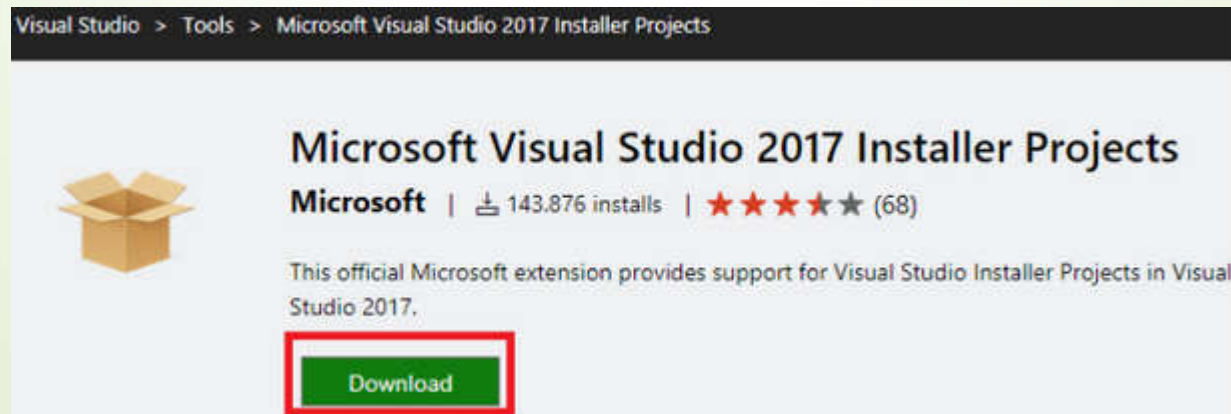 Visual Studio > Tools > Microsoft Visual Studio 2017 Installer Projects
Microsoft Visual Studio 2017 Installer Projects
Microsoft | 143.876 installs | (68)
This official Microsoft extension provides support for Visual Studio Installer Projects in Visual
Studio 2017.
Download